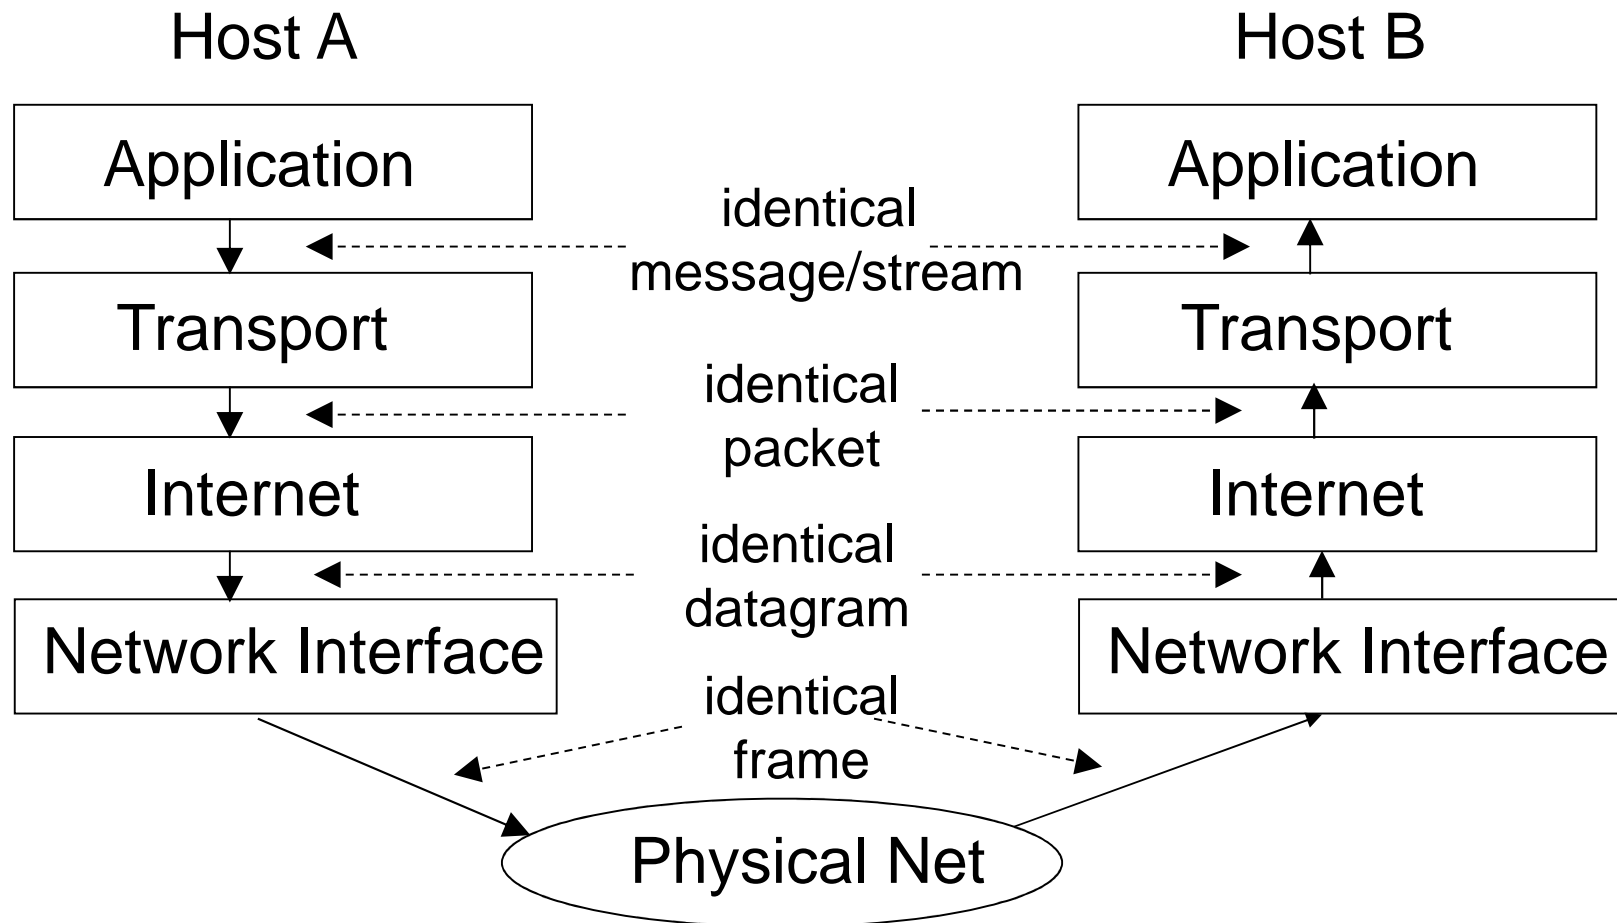 Host A
Host B
Application
Application
identical
message/stream
Transport
Transport
identical
packet
Internet
Internet
identical
datagram
Network Interface
Network Interface
identical
frame
Physical Net